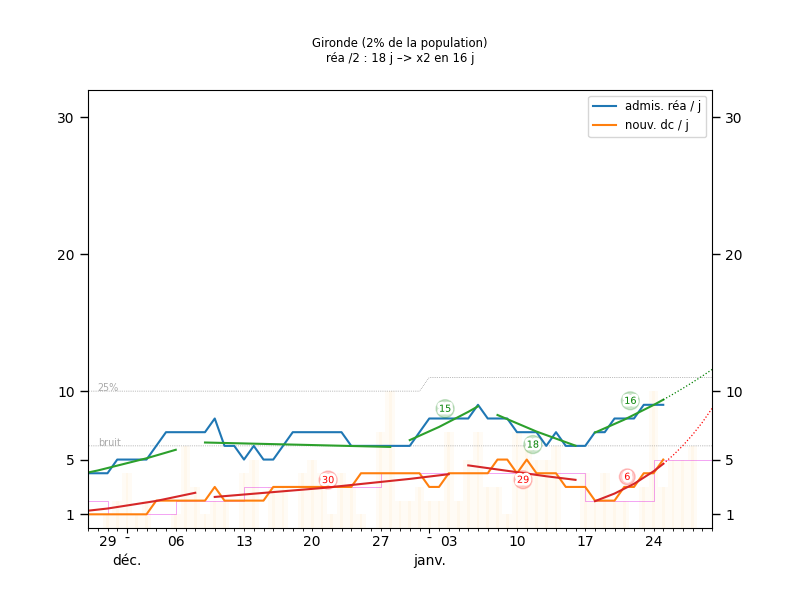 Gironde (2% de la population)
réa /2 : 18 j –> x2 en 16 j
admis. réa / j
nouv. dc / j
30
30
20
20
10
10
5
5
1
1
25%
bruit
15
18
16
30
29
6
29 - 06 13 20 27 - 03 10 17 24
déc. janv.